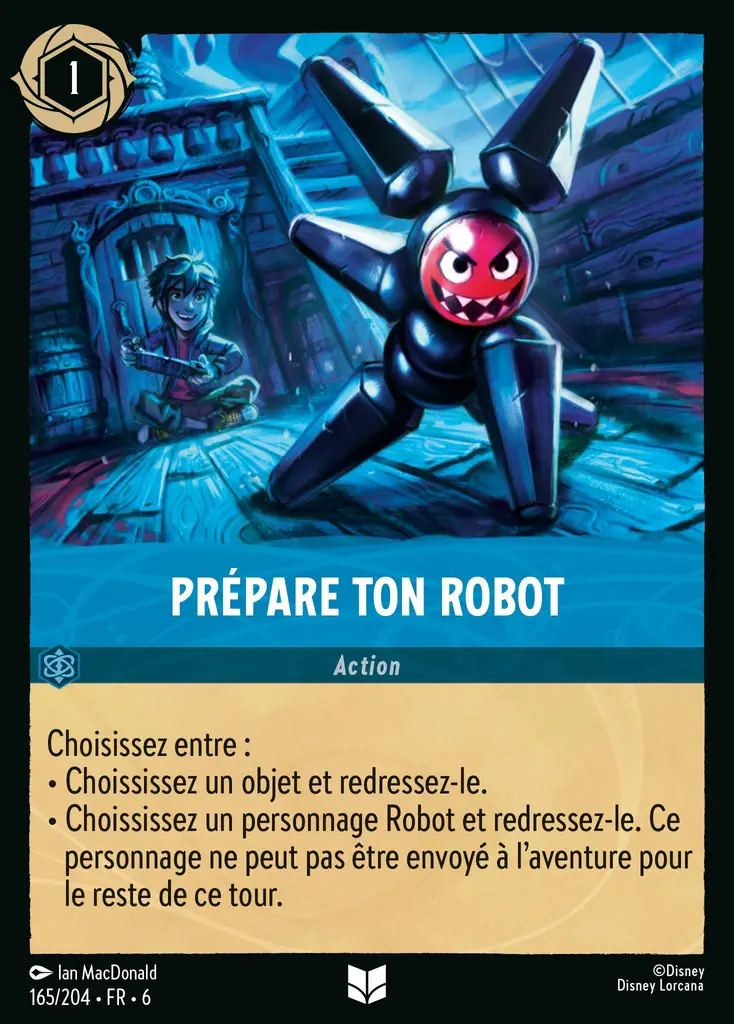 1
PRÉPARE TON ROBOT
Action
Choisissez entre :
• Choississez un objet et redressez-le.
• Choississez un personnage Robot et redressez-le. Ce
personnage ne peut pas être envoyé à l'aventure pour
le reste de ce tour.
Ian MacDonald
165/204 • FR • 6
©Disney
Disney Lorcana